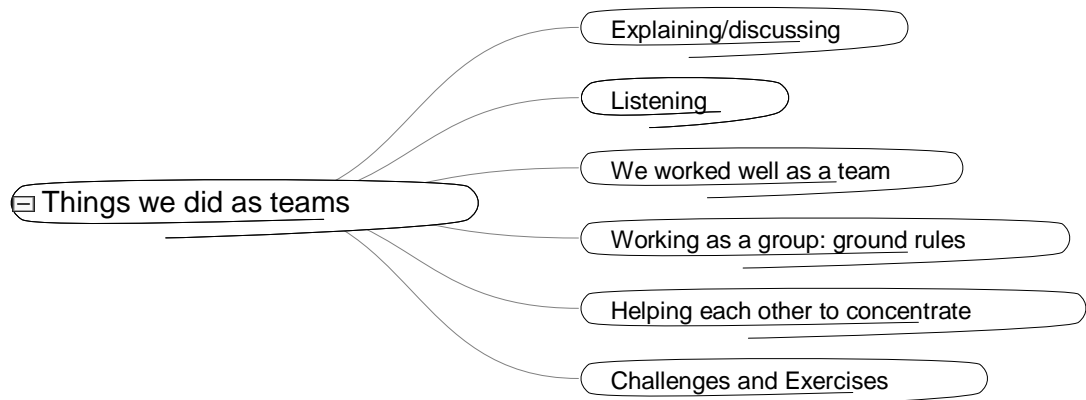 Things we did as teams
Explaining/discussing
Listening
We worked well as a team
Working as a group: ground rules
Helping each other to concentrate
Challenges and Exercises